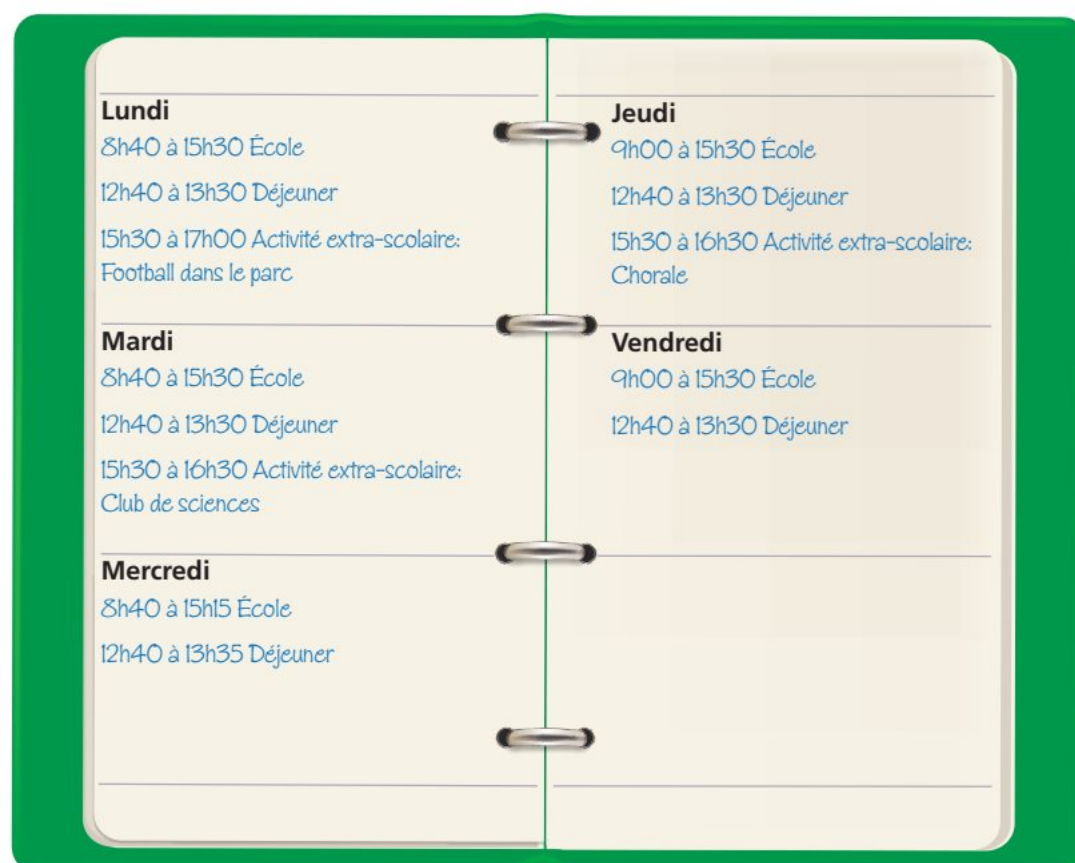 Lundi
8h40 à 15h30 École
12h40 à 13h30 Déjeuner
15h30 à 17h00 Activité extra-scolaire:
Football dans le parc
Mardi
8h40 à 15h30 École
12h40 à 13h30 Déjeuner
15h30 à 16h30 Activité extra-scolaire:
Club de sciences
Mercredi
8h40 à 15h15 École
12h40 à 13h35 Déjeuner
Jeudi
9h00 à 15h30 École
12h40 à 13h30 Déjeuner
15h30 à 16h30 Activité extra-scolaire:
Chorale
Vendredi
9h00 à 15h30 École
12h40 à 13h30 Déjeuner